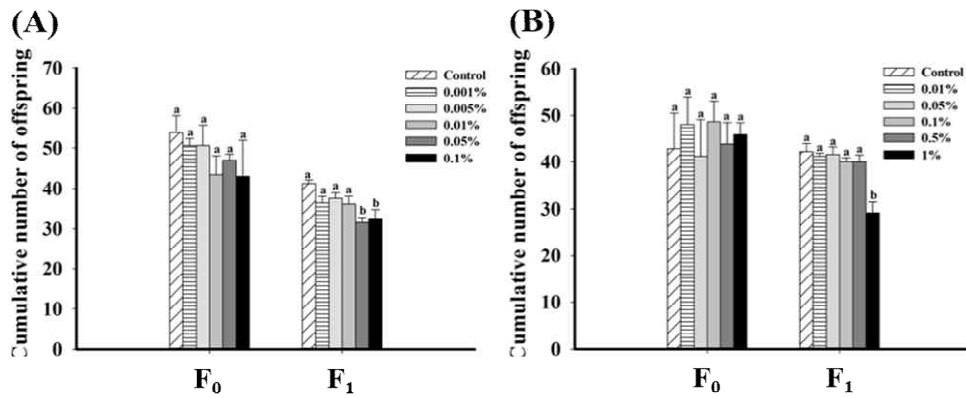 (A)
Cumulative number of offspring
70
60
50
40
30
20
10
0
a a a a a a
a a a a b b
Control
0.001%
0.005%
0.01%
0.05%
0.1%
F0 F1
(B)
Cumulative number of offspring
60
50
40
30
20
10
0
a a a a a a
a a a a a b
Control
0.01%
0.05%
0.1%
0.5%
1%
F0 F1